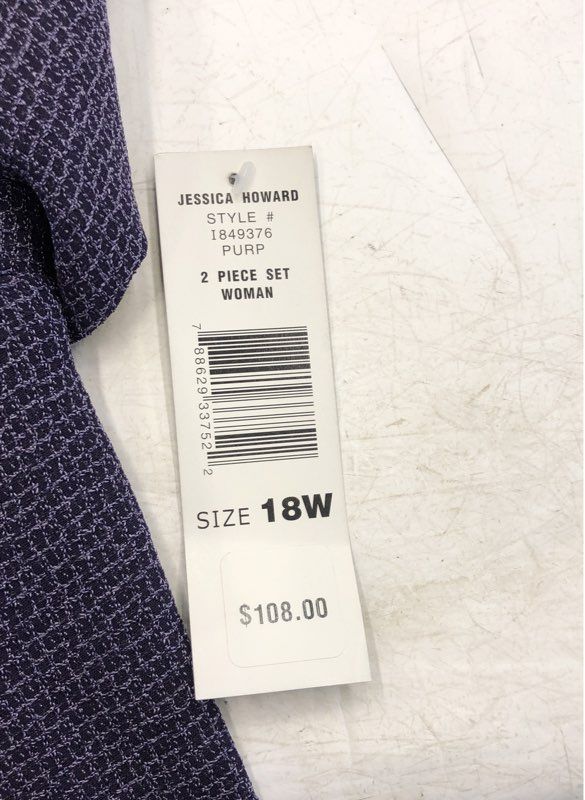 JESSICA HOWARD
STYLE #
I849376
PURP
2 PIECE SET
WOMAN
7 88629 33752 2
SIZE 18W
$108.00